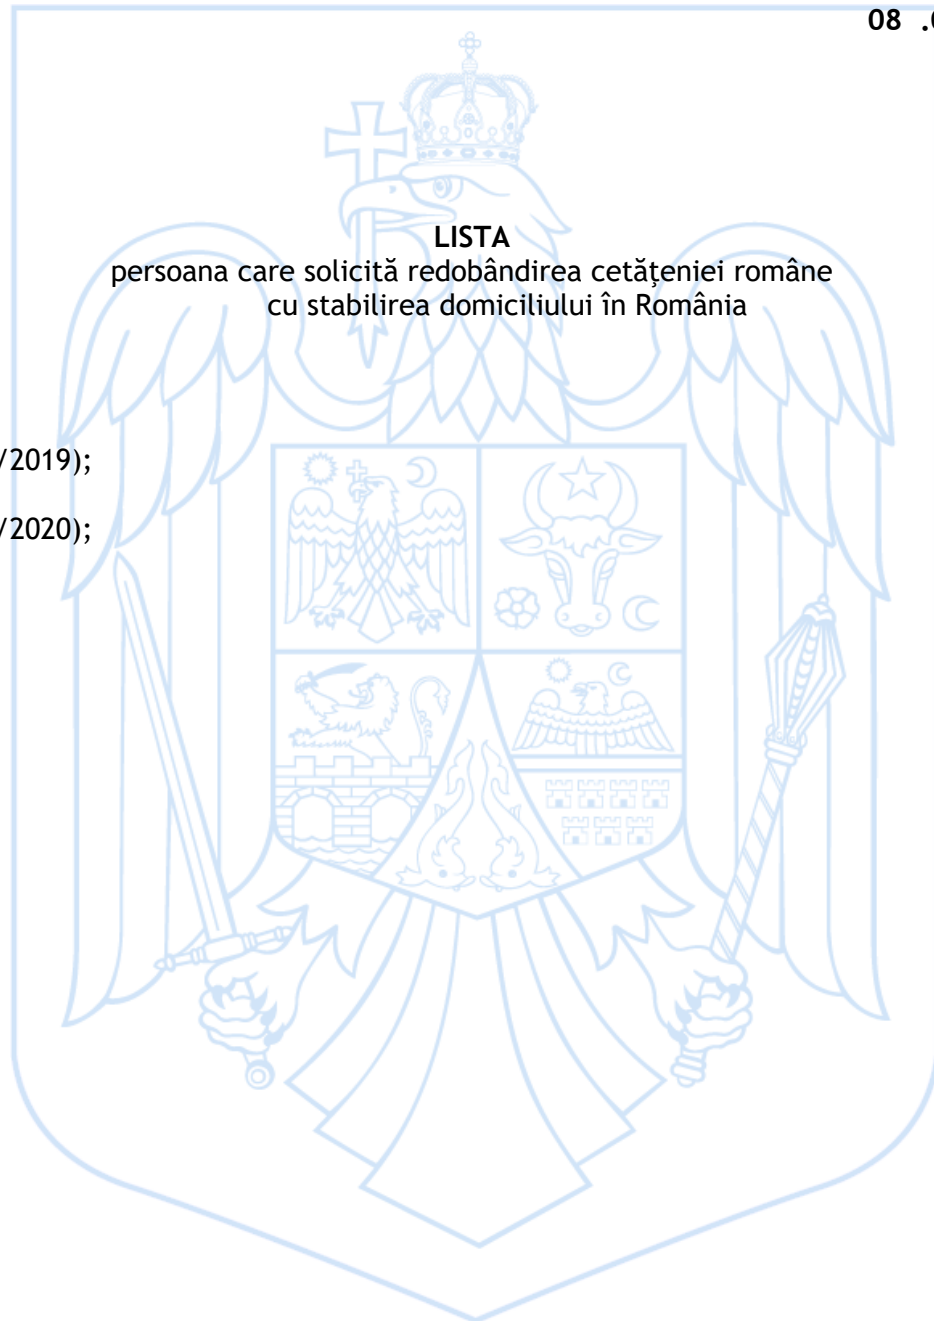 08 .
LISTA
persoana care solicită redobândirea cetăţeniei române
cu stabilirea domiciliului în România
/2019);
/2020);